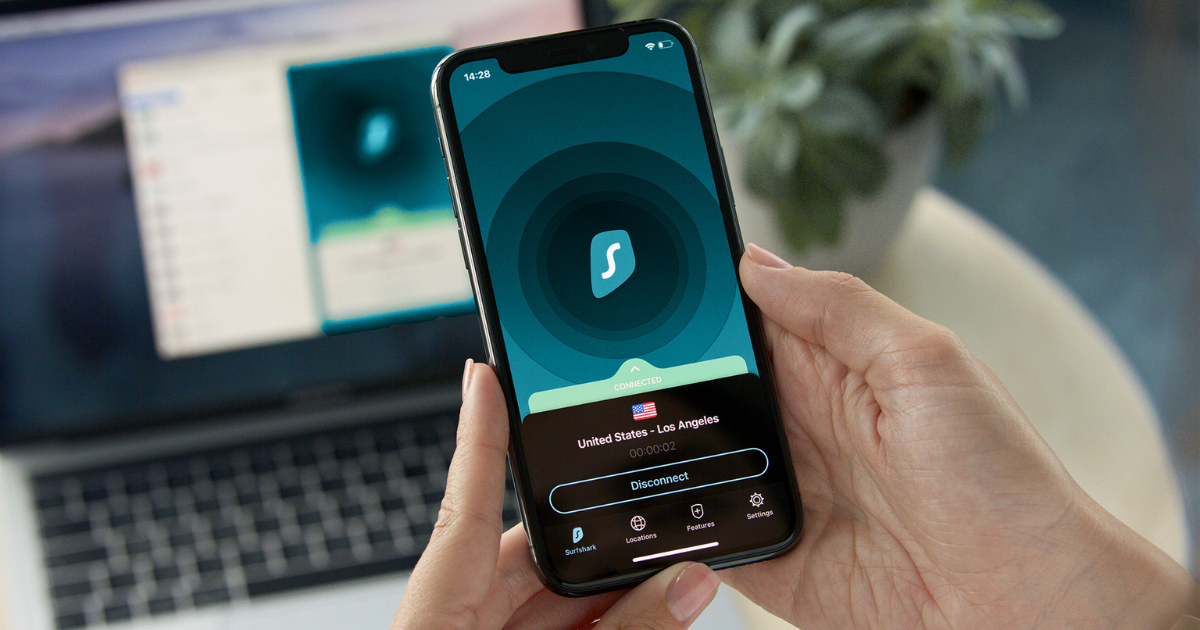 14:28
CONNECTED
United States - Los Angeles
00:00:02
Disconnect
Surfshark
Locations
Features
Settings